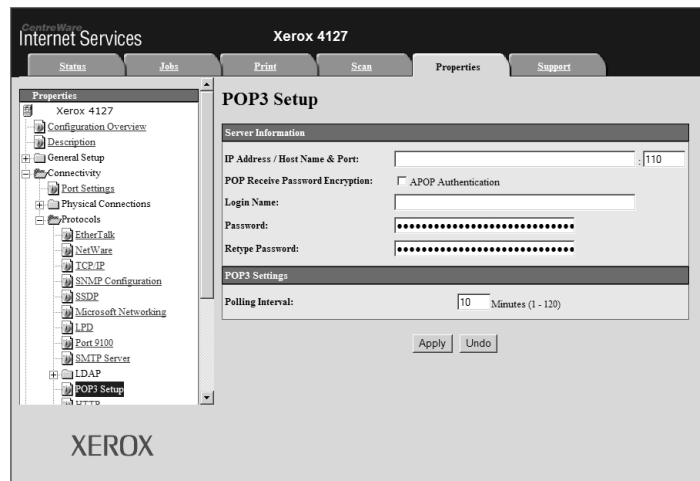 CentreWare
Internet Services
Xerox 4127
Status
Jobs
Print
Scan
Properties
Support
Properties
Xerox 4127
Configuration Overview
Description
General Setup
Connectivity
Port Settings
Physical Connections
Protocols
EtherTalk
NetWare
TCP/IP
SNMP Configuration
SSDP
Microsoft Networking
LPD
Port 9100
SMTP Server
LDAP
POP3 Setup
HTTP
POP3 Setup
Server Information
IP Address / Host Name & Port: : 110
POP Receive Password Encryption: APOP Authentication
Login Name:
Password: ••••••••••••••••••••••••••••••
Retype Password: ••••••••••••••••••••••••••••••
POP3 Settings
Polling Interval: 10 Minutes (1 - 120)
Apply Undo
XEROX